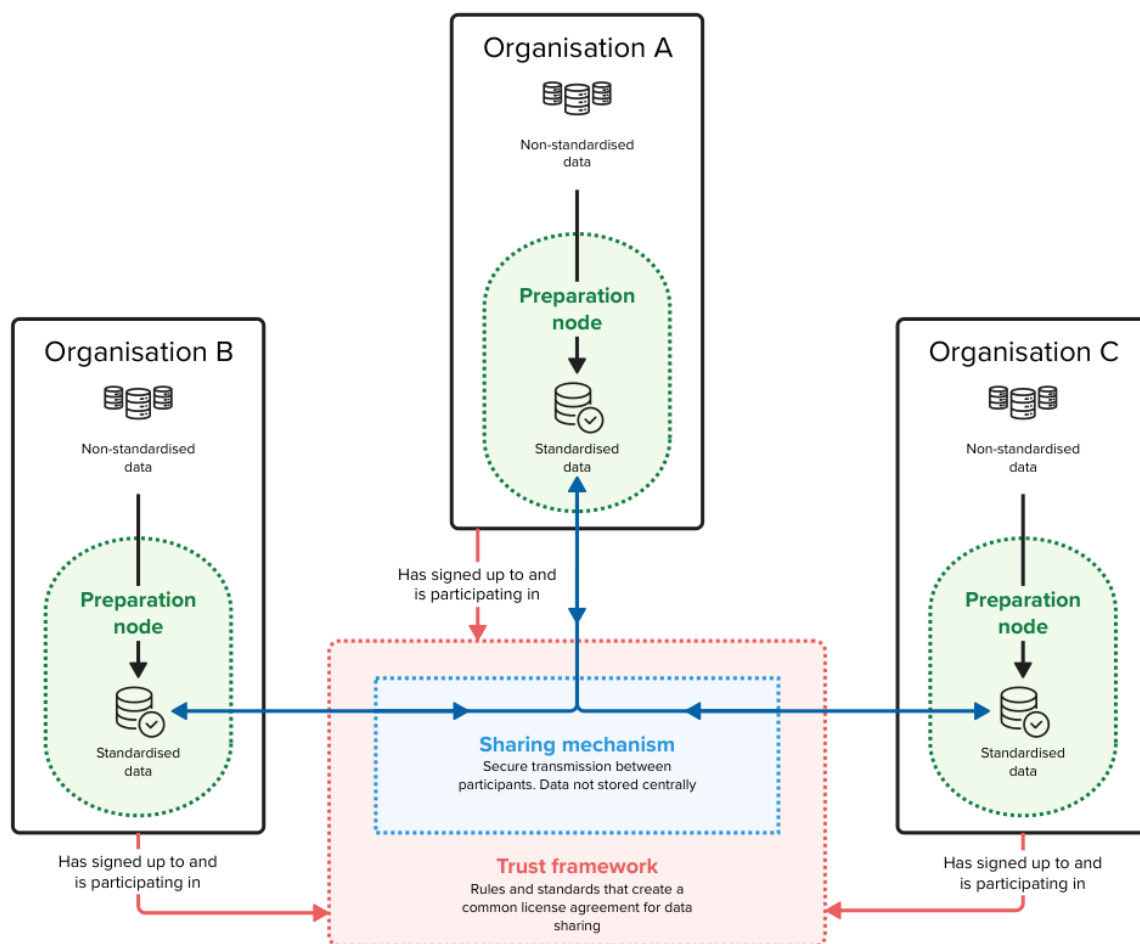 Organisation A
Non-standardised
data
Preparation
node
Standardised
data
Has signed up to and
is participating in
Organisation B
Non-standardised
data
Preparation
node
Standardised
data
Has signed up to and
is participating in
Organisation C
Non-standardised
data
Preparation
node
Standardised
data
Has signed up to and
is participating in
Sharing mechanism
Secure transmission between
participants. Data not stored centrally
Trust framework
Rules and standards that create a
common license agreement for data
sharing